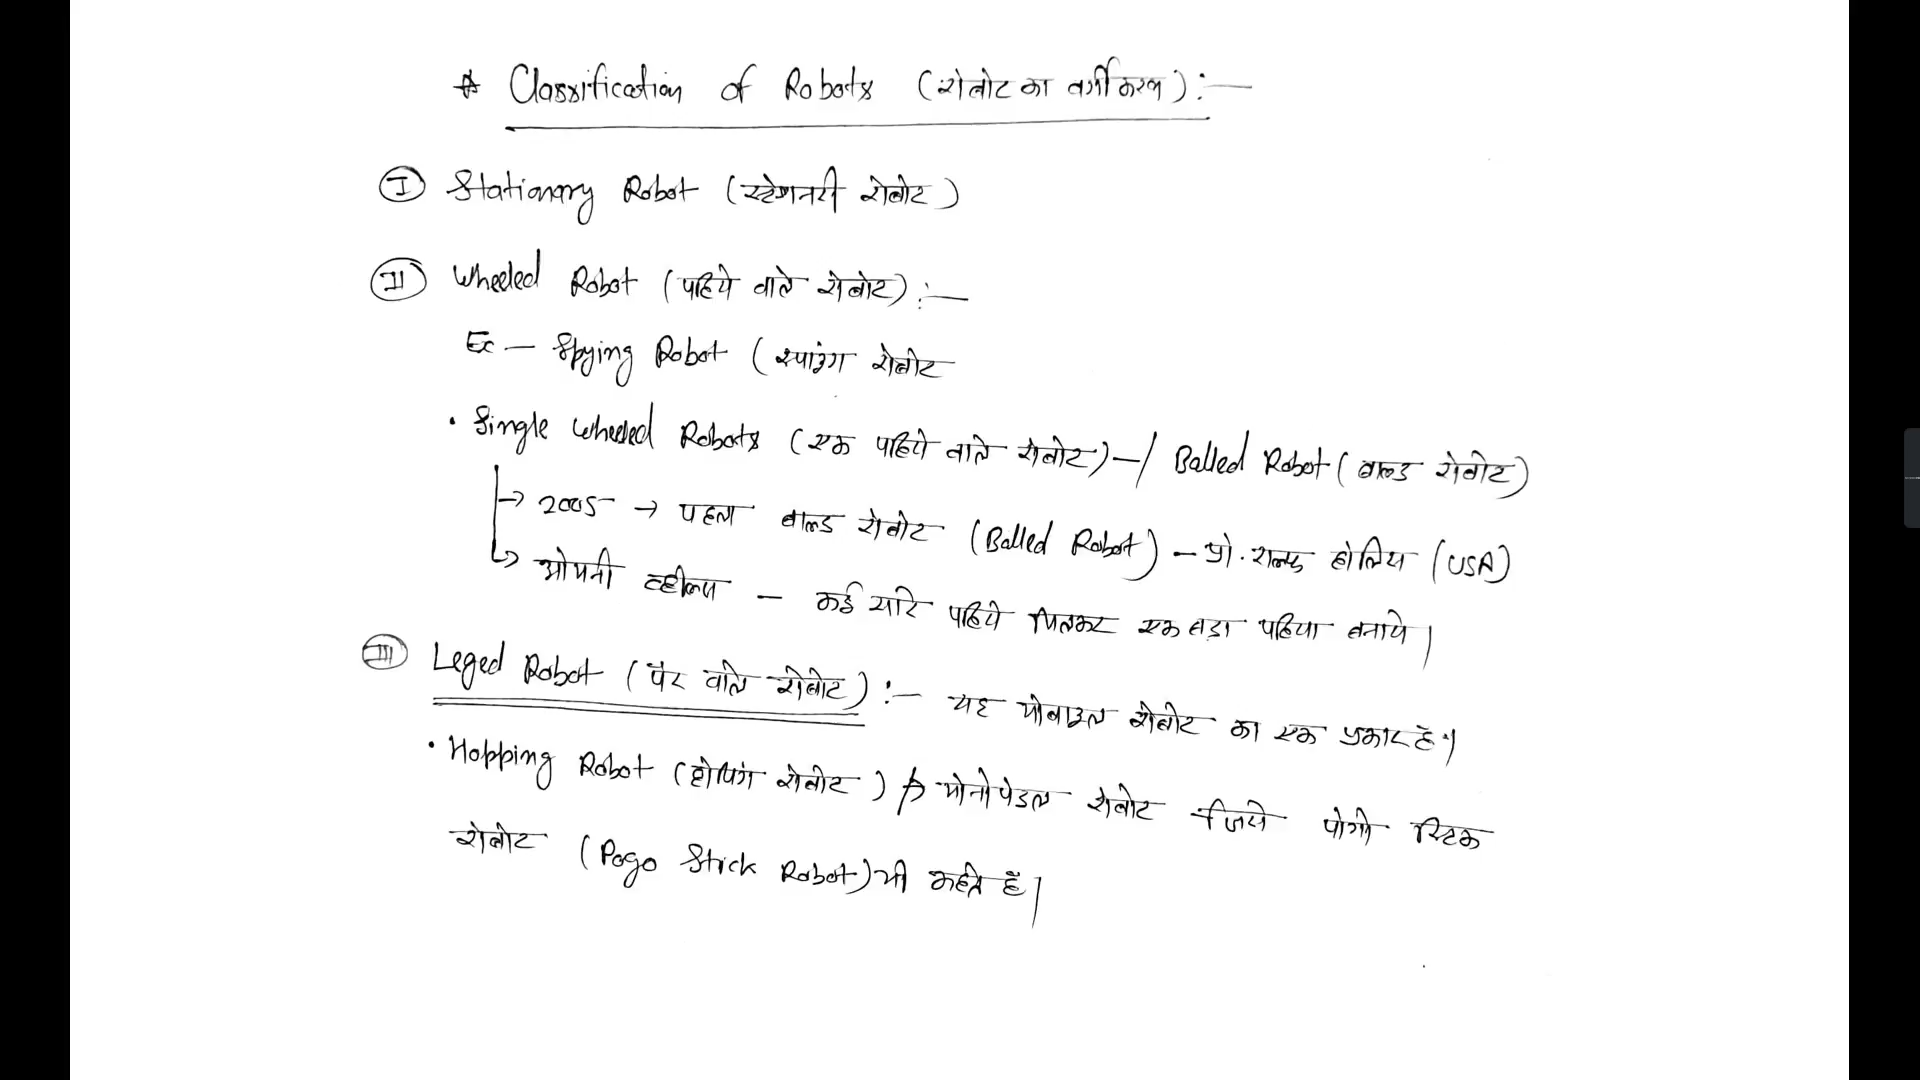 * Classification of Robots (रोबोट का वर्गीकरण) :—
I Stationary Robot (स्टेशनरी रोबोट)
II Wheeled Robot (पहिये वाले रोबोट) :—
Ex — Spying Robot (स्पाइंग रोबोट
• Single Wheeled Robots (एक पहिये वाले रोबोट) —/ Balled Robot (बाल्ड रोबोट)
→ 2005 → पहला बाल्ड रोबोट (Balled Robot) — प्रो. राल्फ होलिस (USA)
↳ ओमनी व्हील्स — कई सारे पहिये मिलकर एक बड़ा पहिया बनाये।
III Leged Robot (पैर वाले रोबोट) :— यह मोबाइल रोबोट का एक प्रकार है।
• Hopping Robot (होपिंग रोबोट) मोनोपेडल रोबोट जिसे पोगो स्टिक
रोबोट (Pogo Stick Robot) भी कहते हैं।